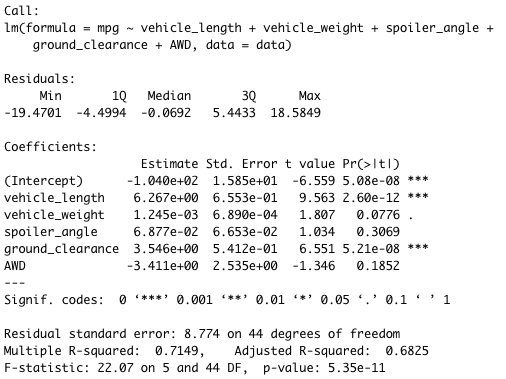 Call:
lm(formula = mpg ~ vehicle_length + vehicle_weight + spoiler_angle +
    ground_clearance + AWD, data = data)

Residuals:
     Min       1Q   Median       3Q      Max
-19.4701  -4.4994  -0.0692   5.4433  18.5849

Coefficients:
                   Estimate Std. Error t value Pr(>|t|)
(Intercept)      -1.040e+02  1.585e+01  -6.559 5.08e-08 ***
vehicle_length    6.267e+00  6.553e-01   9.563 2.60e-12 ***
vehicle_weight    1.245e-03  6.890e-04   1.807   0.0776 .
spoiler_angle     6.877e-02  6.653e-02   1.034   0.3069
ground_clearance  3.546e+00  5.412e-01   6.551 5.21e-08 ***
AWD              -3.411e+00  2.535e+00  -1.346   0.1852
---
Signif. codes:  0 ‘***’ 0.001 ‘**’ 0.01 ‘*’ 0.05 ‘.’ 0.1 ‘ ’ 1

Residual standard error: 8.774 on 44 degrees of freedom
Multiple R-squared:  0.7149,    Adjusted R-squared:  0.6825
F-statistic: 22.07 on 5 and 44 DF,  p-value: 5.35e-11